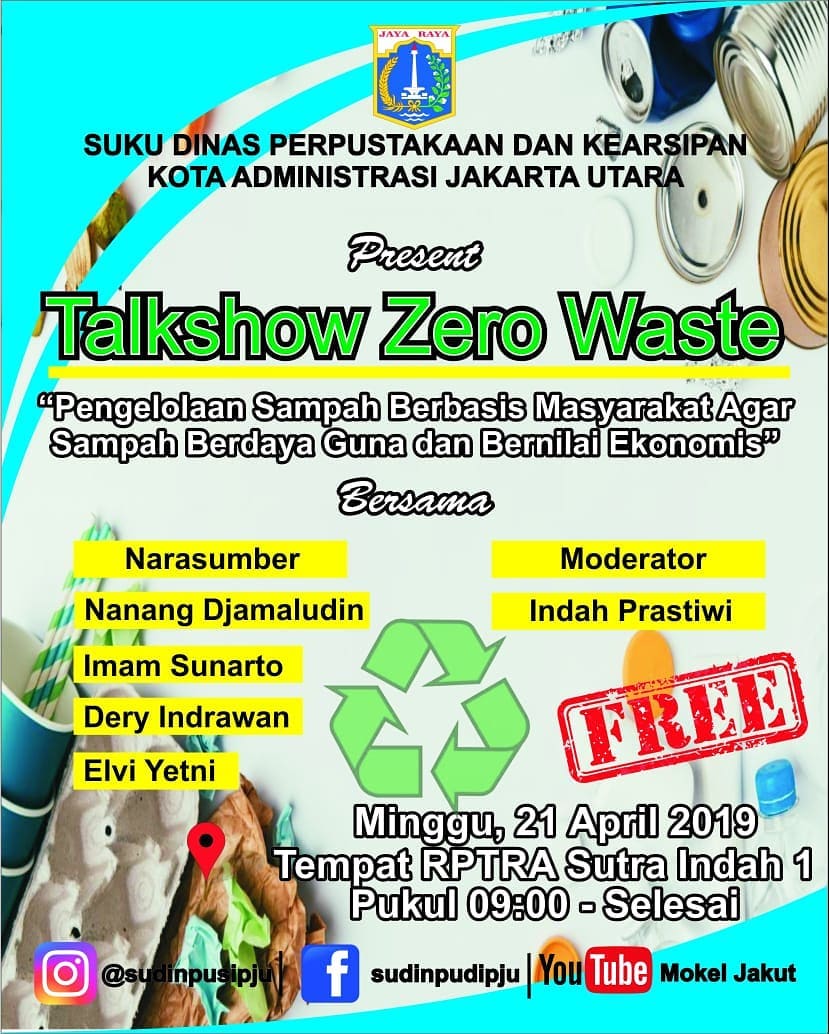 JAYA RAYA
SUKU DINAS PERPUSTAKAAN DAN KEARSIPAN
KOTA ADMINISTRASI JAKARTA UTARA
Present
Talkshow Zero Waste
“Pengelolaan Sampah Berbasis Masyarakat Agar
Sampah Berdaya Guna dan Bernilai Ekonomis”
Bersama
Narasumber
Nanang Djamaludin
Imam Sunarto
Dery Indrawan
Elvi Yetni
Moderator
Indah Prastiwi
FREE
Minggu, 21 April 2019
Tempat RPTRA Sutra Indah 1
Pukul 09:00 - Selesai
@sudinpusipju | sudinpudipju | YouTube Mokel Jakut